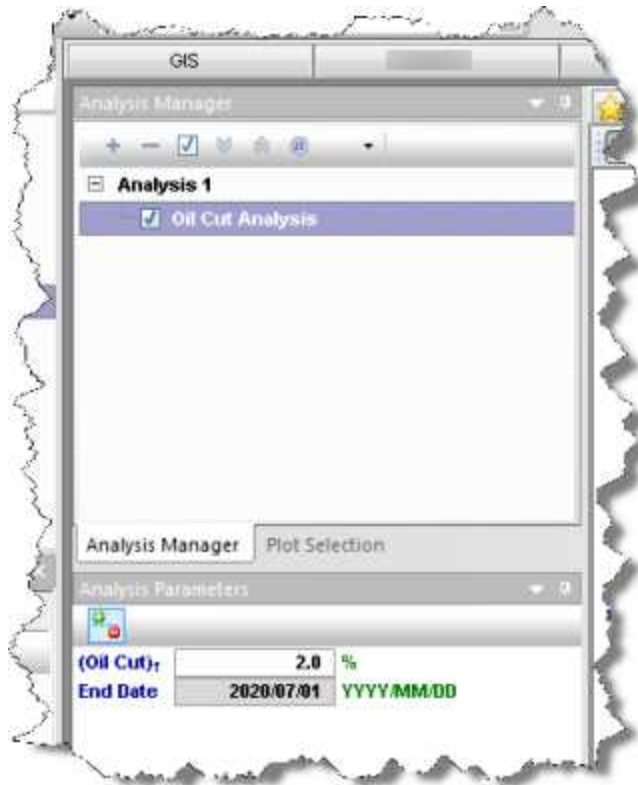 GIS
Analysis Manager
Analysis 1
Oil Cut Analysis
Analysis Manager Plot Selection
Analysis Parameters
(Oil Cut)f 2.0 %
End Date 2020/07/01 YYYY/MM/DD